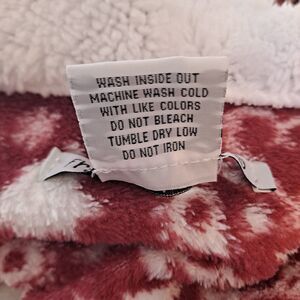 WASH INSIDE OUT
MACHINE WASH COLD
WITH LIKE COLORS
DO NOT BLEACH
TUMBLE DRY LOW
DO NOT IRON